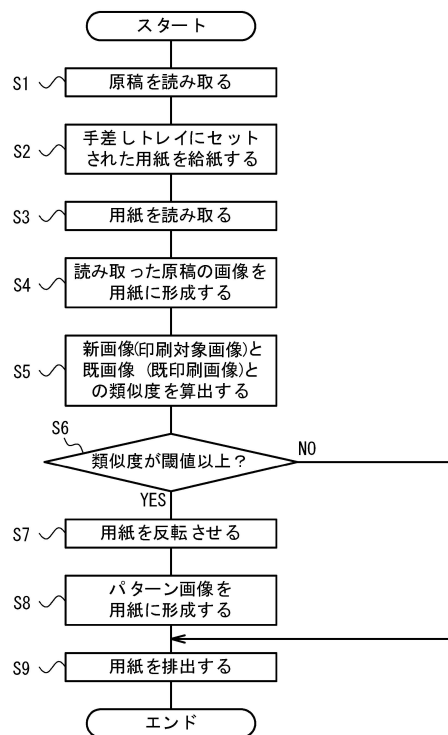 スタート
S1
原稿を読み取る
S2
手差しトレイにセット
された用紙を給紙する
S3
用紙を読み取る
S4
読み取った原稿の画像を
用紙に形成する
S5
新画像(印刷対象画像)と
既画像(既印刷画像)と
の類似度を算出する
S6
類似度が閾値以上?
NO
YES
S7
用紙を反転させる
S8
パターン画像を
用紙に形成する
S9
用紙を排出する
エンド